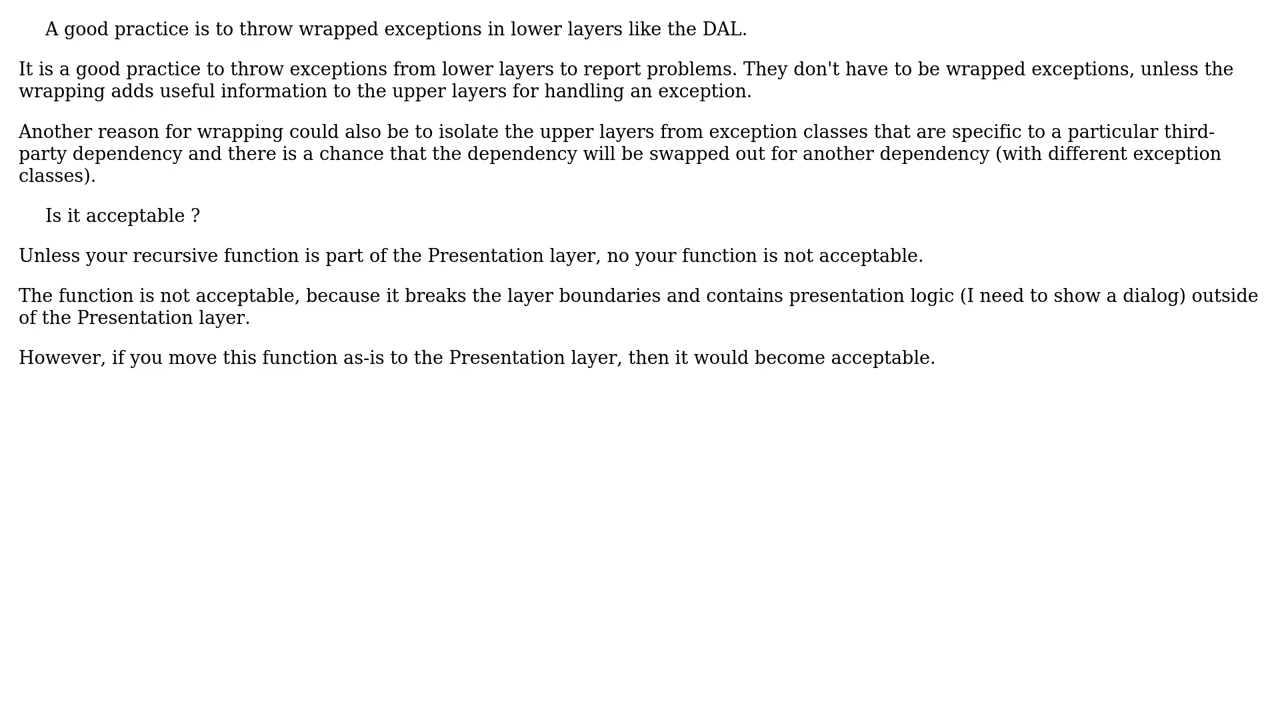 A good practice is to throw wrapped exceptions in lower layers like the DAL.
It is a good practice to throw exceptions from lower layers to report problems. They don't have to be wrapped exceptions, unless the
wrapping adds useful information to the upper layers for handling an exception.
Another reason for wrapping could also be to isolate the upper layers from exception classes that are specific to a particular third-
party dependency and there is a chance that the dependency will be swapped out for another dependency (with different exception
classes).
Is it acceptable ?
Unless your recursive function is part of the Presentation layer, no your function is not acceptable.
The function is not acceptable, because it breaks the layer boundaries and contains presentation logic (I need to show a dialog) outside
of the Presentation layer.
However, if you move this function as-is to the Presentation layer, then it would become acceptable.